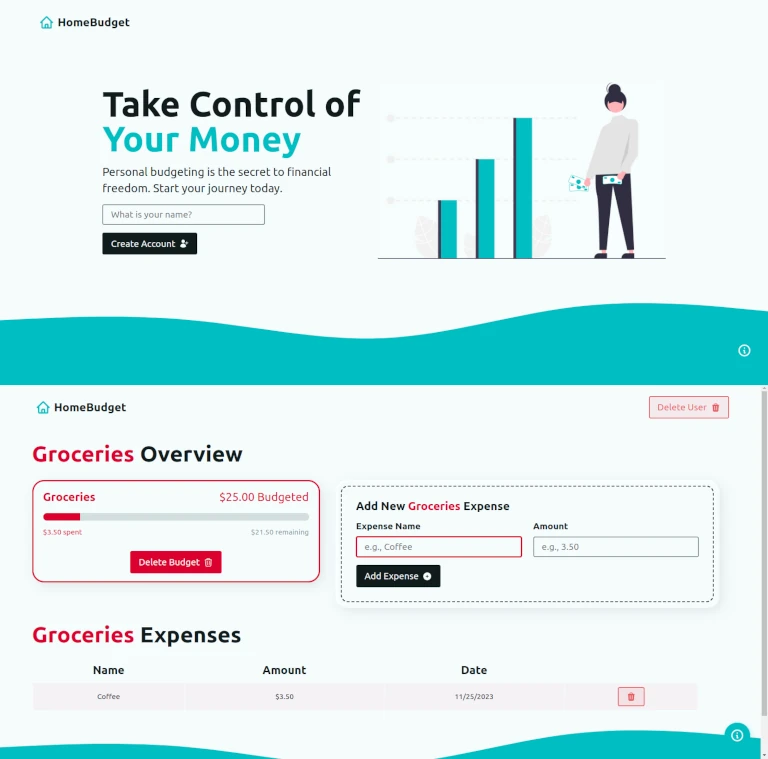 HomeBudget
Take Control of
Your Money
Personal budgeting is the secret to financial
freedom. Start your journey today.
What is your name?
Create Account
HomeBudget
Delete User
Groceries Overview
Groceries
$25.00 Budgeted
$3.50 spent
$21.50 remaining
Delete Budget
Add New Groceries Expense
Expense Name
Amount
e.g., Coffee
e.g., 3.50
Add Expense
Groceries Expenses
Name Amount Date
Coffee $3.50 11/25/2023